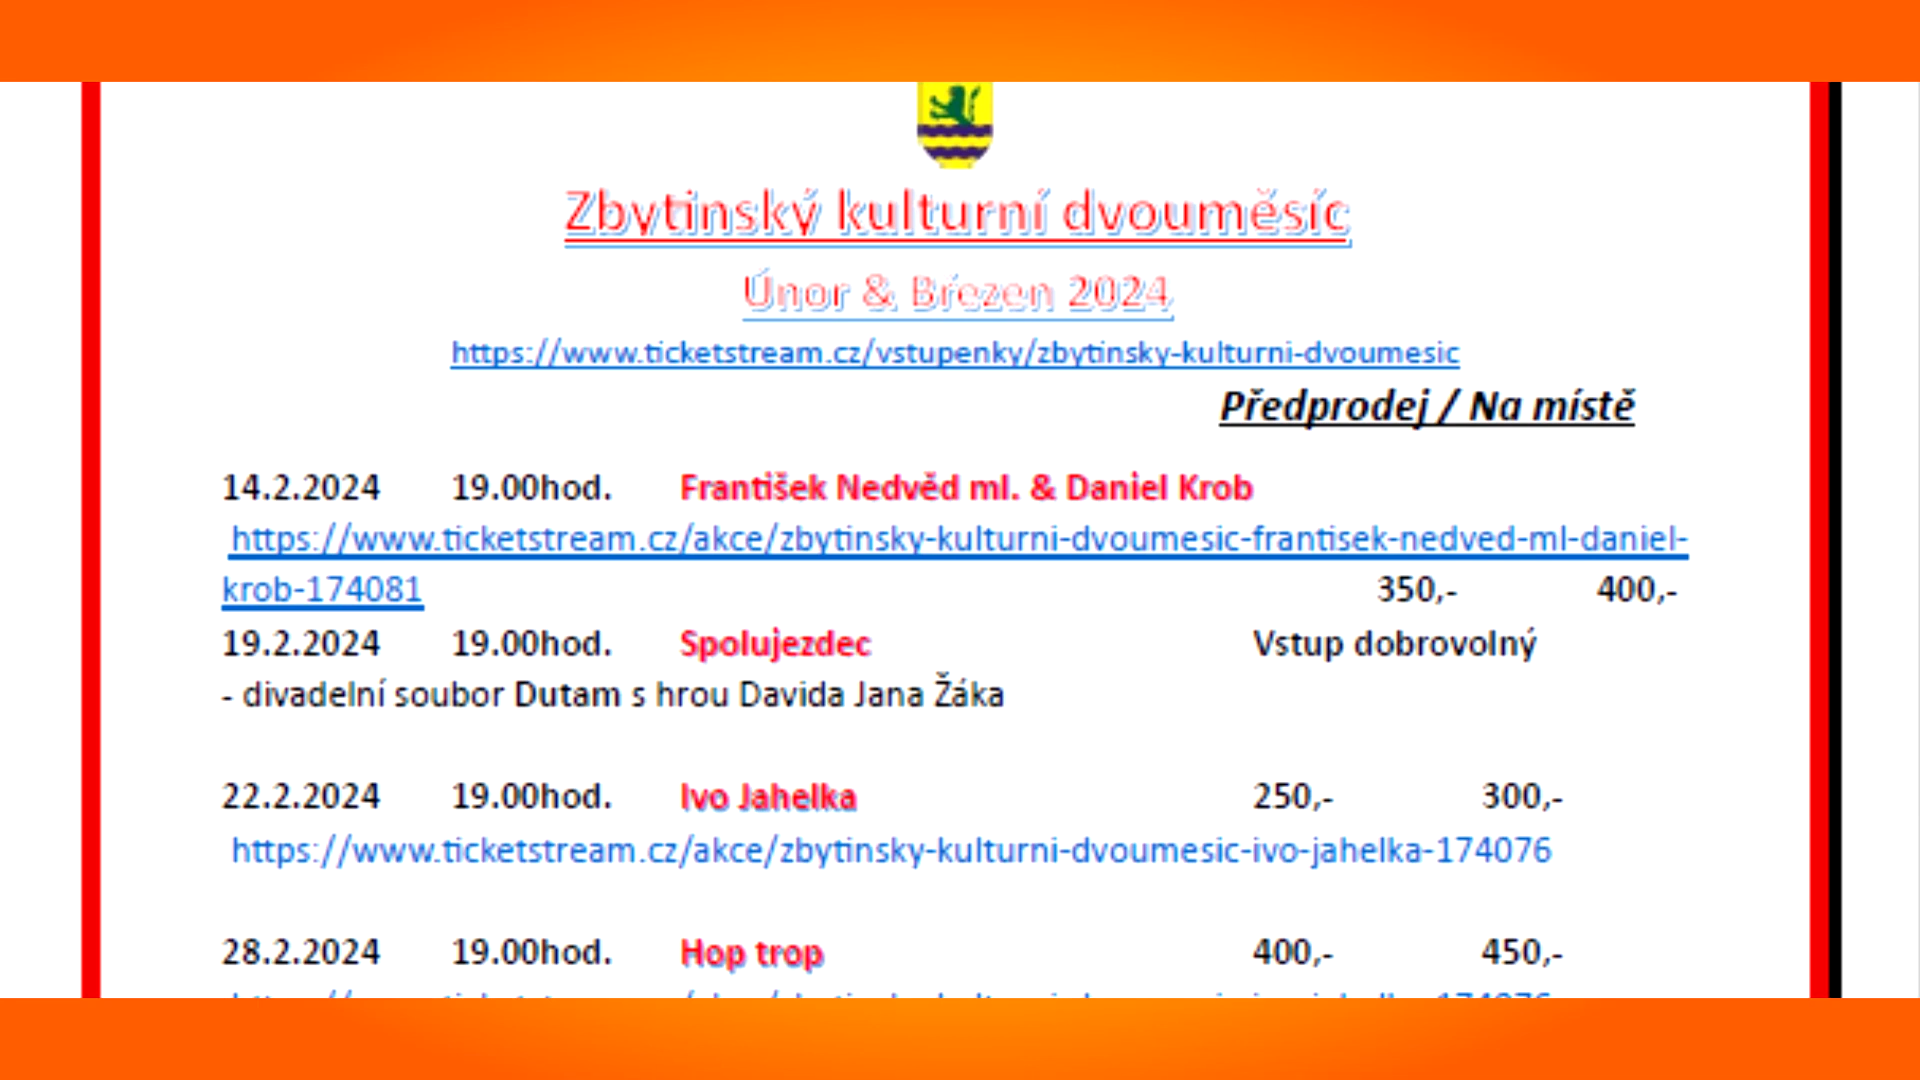 Zbytinský kulturní dvouměsíc
Únor & Březen 2024
https://www.ticketstream.cz/vstupenky/zbytinsky-kulturni-dvoumesic
Předprodej / Na místě
14.2.2024 19.00hod. František Nedvěd ml. & Daniel Krob
https://www.ticketstream.cz/akce/zbytinsky-kulturni-dvoumesic-frantisek-nedved-ml-daniel-
krob-174081 350,- 400,-
19.2.2024 19.00hod. Spolujezdec Vstup dobrovolný
- divadelní soubor Dutam s hrou Davida Jana Žáka
22.2.2024 19.00hod. Ivo Jahelka 250,- 300,-
https://www.ticketstream.cz/akce/zbytinsky-kulturni-dvoumesic-ivo-jahelka-174076
28.2.2024 19.00hod. Hop trop 400,- 450,-